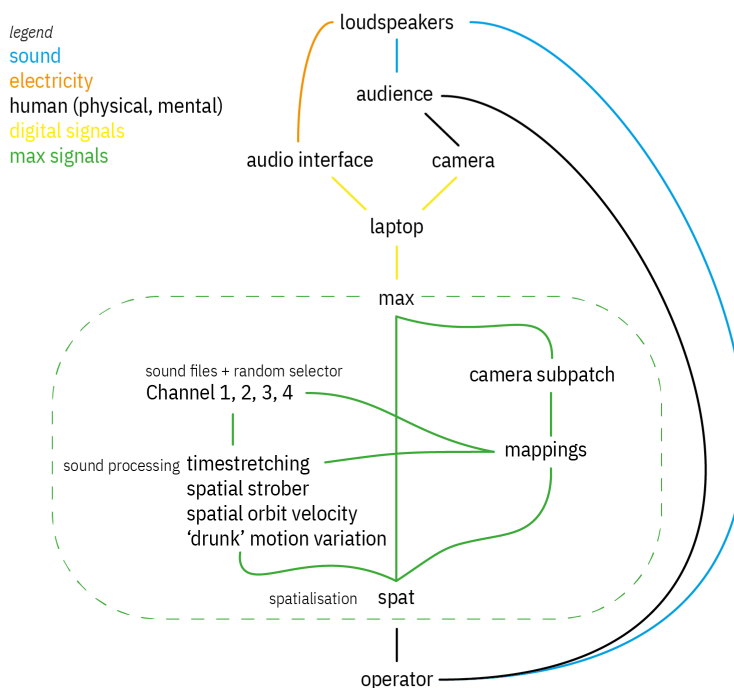 legend
sound
electricity
human (physical, mental)
digital signals
max signals
loudspeakers
audience
audio interface
camera
laptop
max
sound files + random selector
Channel 1, 2, 3, 4
camera subpatch
mappings
sound processing timestretching
spatial strober
spatial orbit velocity
‘drunk’ motion variation
spatialisation spat
operator